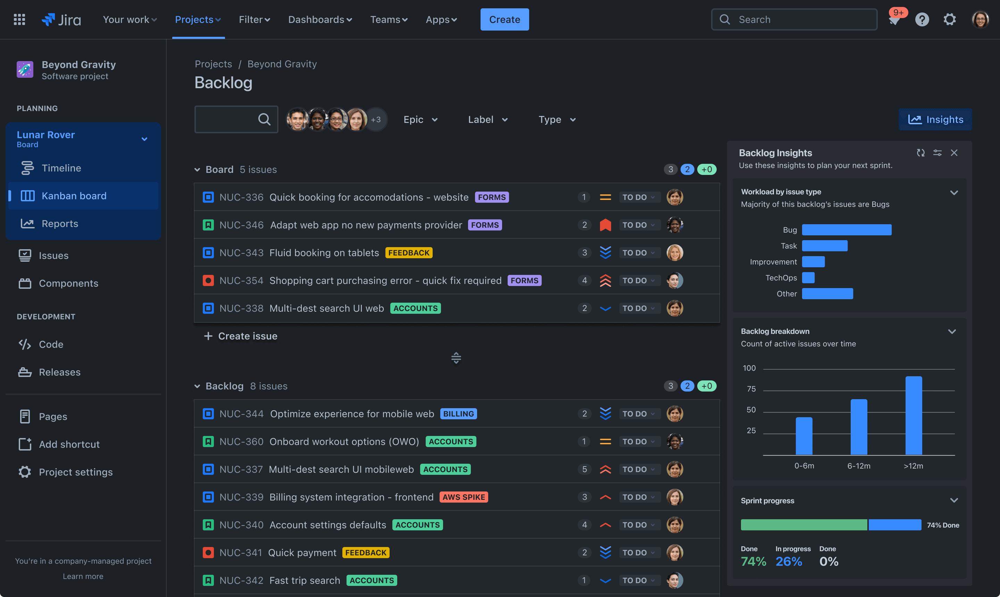 Jira
Your work
Projects
Filter
Dashboards
Teams
Apps
Create
Search
9+
Beyond Gravity
Software project
PLANNING
Lunar Rover
Board
Timeline
Kanban board
Reports
Issues
Components
DEVELOPMENT
Code
Releases
Pages
Add shortcut
Project settings
You're in a company-managed project
Learn more
Projects / Beyond Gravity
Backlog
+3
Epic
Label
Type
Insights
Board 5 issues 3 2 +0
NUC-336 Quick booking for accomodations - website FORMS 1 TO DO
NUC-346 Adapt web app no new payments provider FORMS 2 TO DO
NUC-343 Fluid booking on tablets FEEDBACK 3 TO DO
NUC-354 Shopping cart purchasing error - quick fix required FORMS 4 TO DO
NUC-338 Multi-dest search UI web ACCOUNTS 2 TO DO
Create issue
Backlog 8 issues 3 2 +0
NUC-344 Optimize experience for mobile web BILLING 2 TO DO
NUC-360 Onboard workout options (OWO) ACCOUNTS 1 TO DO
NUC-337 Multi-dest search UI mobileweb ACCOUNTS 5 TO DO
NUC-339 Billing system integration - frontend AWS SPIKE 3 TO DO
NUC-340 Account settings defaults ACCOUNTS 4 TO DO
NUC-341 Quick payment FEEDBACK 2 TO DO
NUC-342 Fast trip search ACCOUNTS 1 TO DO
Backlog Insights
Use these insights to plan your next sprint.
Workload by issue type
Majority of this backlog's issues are Bugs
Bug
Task
Improvement
TechOps
Other
Backlog breakdown
Count of active issues over time
100
75
50
25
0-6m 6-12m >12m
Sprint progress
74% Done
Done In progress Done
74% 26% 0%